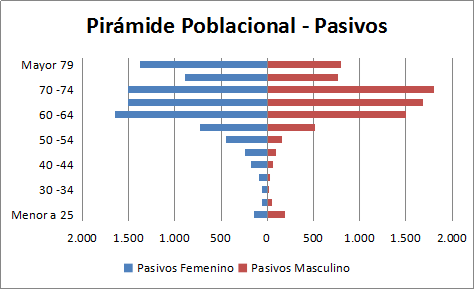 Pirámide Poblacional - Pasivos
Mayor 79
70 -74
60 -64
50 -54
40 -44
30 -34
Menor a 25
2.000 1.500 1.000 500 0 500 1.000 1.500 2.000
Pasivos Femenino Pasivos Masculino